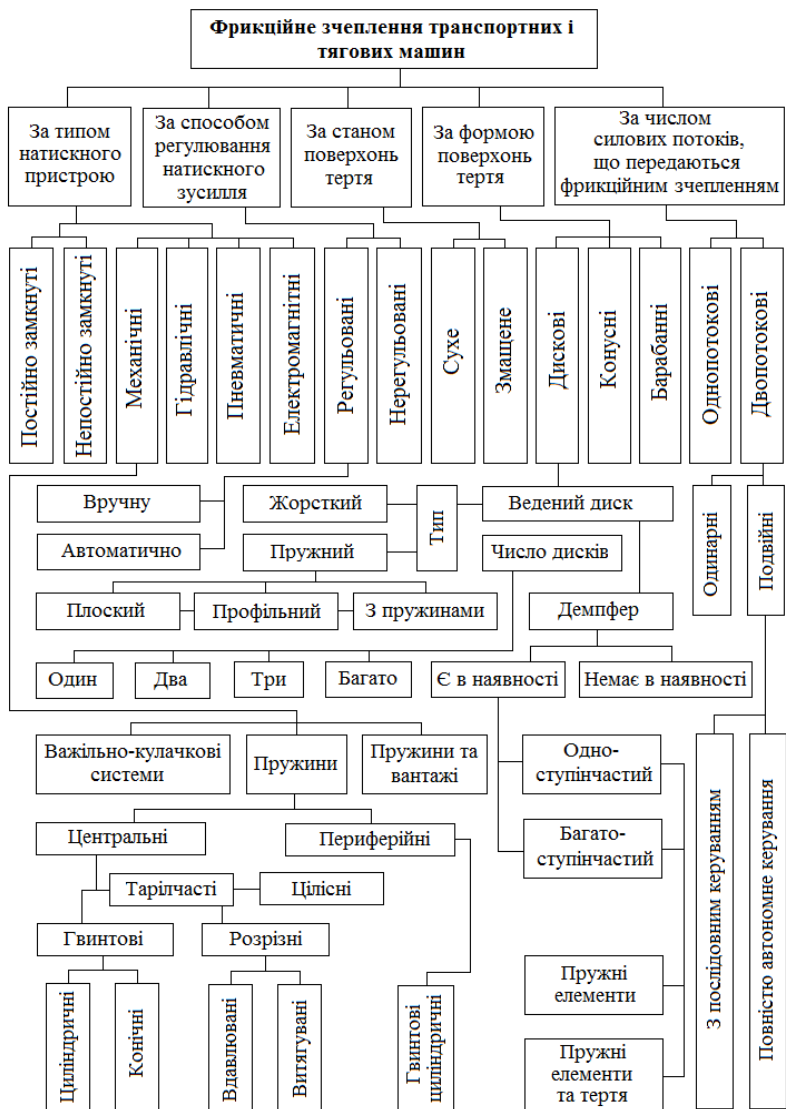 Фрикційне зчеплення транспортних і
тягових машин
За типом
натискного
пристрою
За способом
регулювання
натискного
зусилля
За станом
поверхонь
тертя
За формою
поверхонь
тертя
За числом
силових потоків,
що передаються
фрикційним зчепленням
Постійно замкнуті
Непостійно замкнуті
Механічні
Гідравлічні
Пневматичні
Електромагнітні
Регульовані
Нерегульовані
Сухе
Змащене
Дискові
Конусні
Барабанні
Однопотокові
Двопотокові
Вручну
Жорсткий
Тип
Ведений диск
Одинарні
Подвійні
Автоматично
Пружний
Число дисків
Плоский
Профільний
З пружинами
Демпфер
Один
Два
Три
Багато
Є в наявності
Немає в наявності
Важільно-кулачкові
системи
Пружини
Пружини та
вантажі
Одно-
ступінчастий
З послідовним керуванням
Повністю автономне керування
Центральні
Периферійні
Багато-
ступінчастий
Тарілчасті
Цілісні
Гвинтові
Розрізні
Пружні
елементи
Циліндричні
Конічні
Вдавлювані
Витягувані
Гвинтові
циліндричні
Пружні
елементи
та тертя